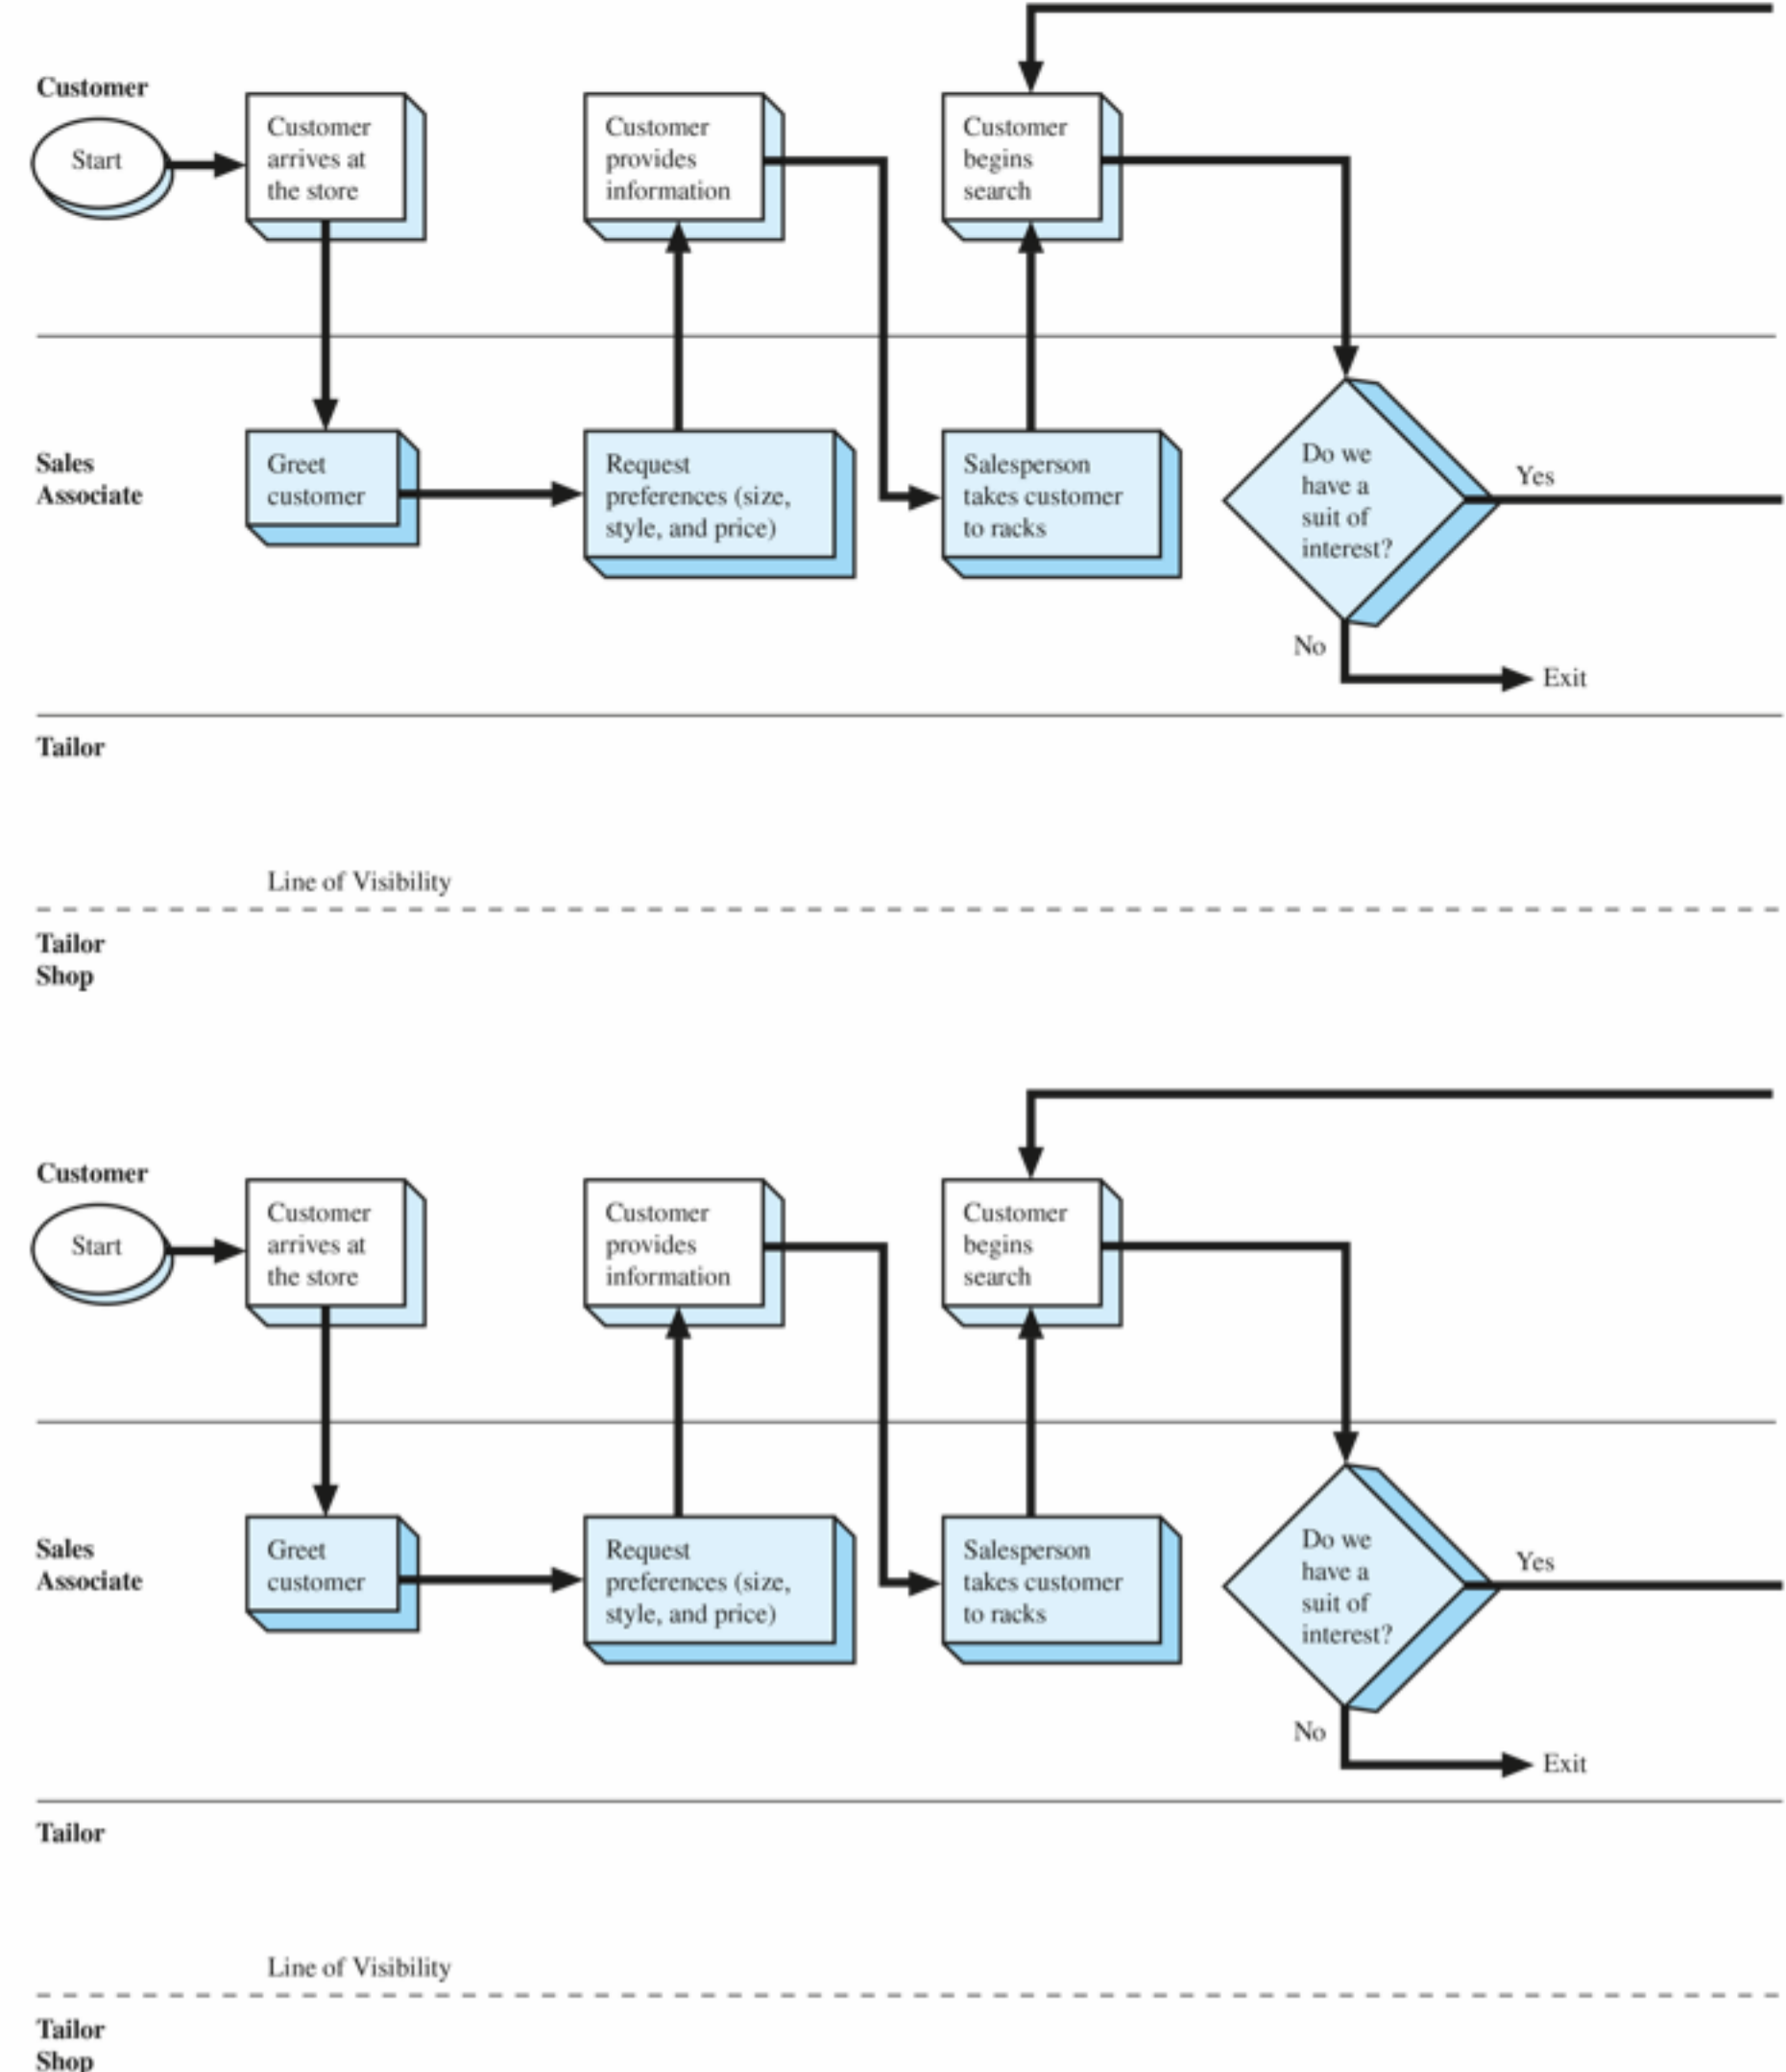 Customer
Start
Customer
arrives at
the store
Customer
provides
information
Customer
begins
search
Sales
Associate
Greet
customer
Request
preferences (size,
style, and price)
Salesperson
takes customer
to racks
Do we
have a
suit of
interest?
Yes
No
Exit
Tailor
Line of Visibility
Tailor
Shop
Customer
Start
Customer
arrives at
the store
Customer
provides
information
Customer
begins
search
Sales
Associate
Greet
customer
Request
preferences (size,
style, and price)
Salesperson
takes customer
to racks
Do we
have a
suit of
interest?
Yes
No
Exit
Tailor
Line of Visibility
Tailor
Shop